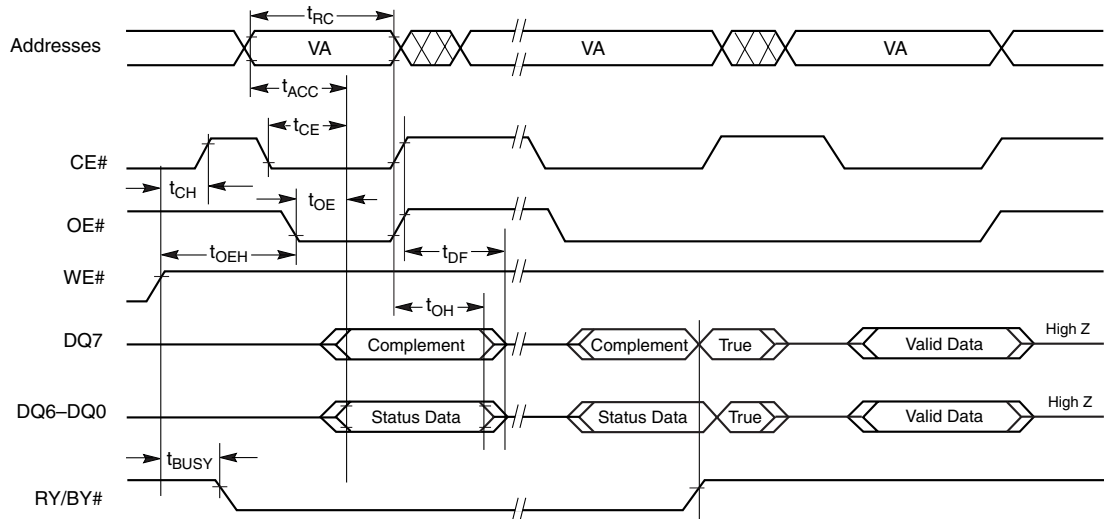 tRC
Addresses VA VA VA
tACC
tCE
CE#
tCH tOE
OE#
tOEH tDF
WE#
tOH
DQ7 Complement Complement True Valid Data High Z
DQ6–DQ0 Status Data Status Data True Valid Data High Z
tBUSY
RY/BY#